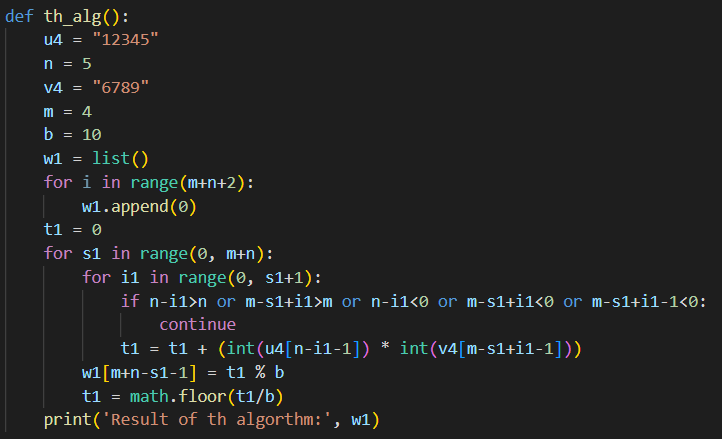 def th_alg():
    u4 = "12345"
    n = 5
    v4 = "6789"
    m = 4
    b = 10
    w1 = list()
    for i in range(m+n+2):
        w1.append(0)
    t1 = 0
    for s1 in range(0, m+n):
        for i1 in range(0, s1+1):
            if n-i1>n or m-s1+i1>m or n-i1<0 or m-s1+i1<0 or m-s1+i1-1<0:
                continue
            t1 = t1 + (int(u4[n-i1-1]) * int(v4[m-s1+i1-1]))
        w1[m+n-s1-1] = t1 % b
        t1 = math.floor(t1/b)
    print('Result of th algorthm:', w1)